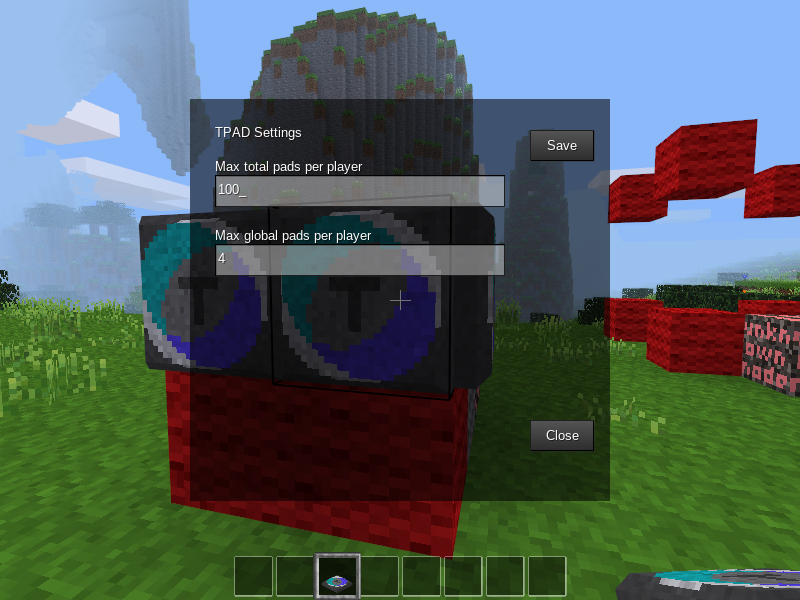 TPAD Settings
Save
Max total pads per player
100_
Max global pads per player
4
Close